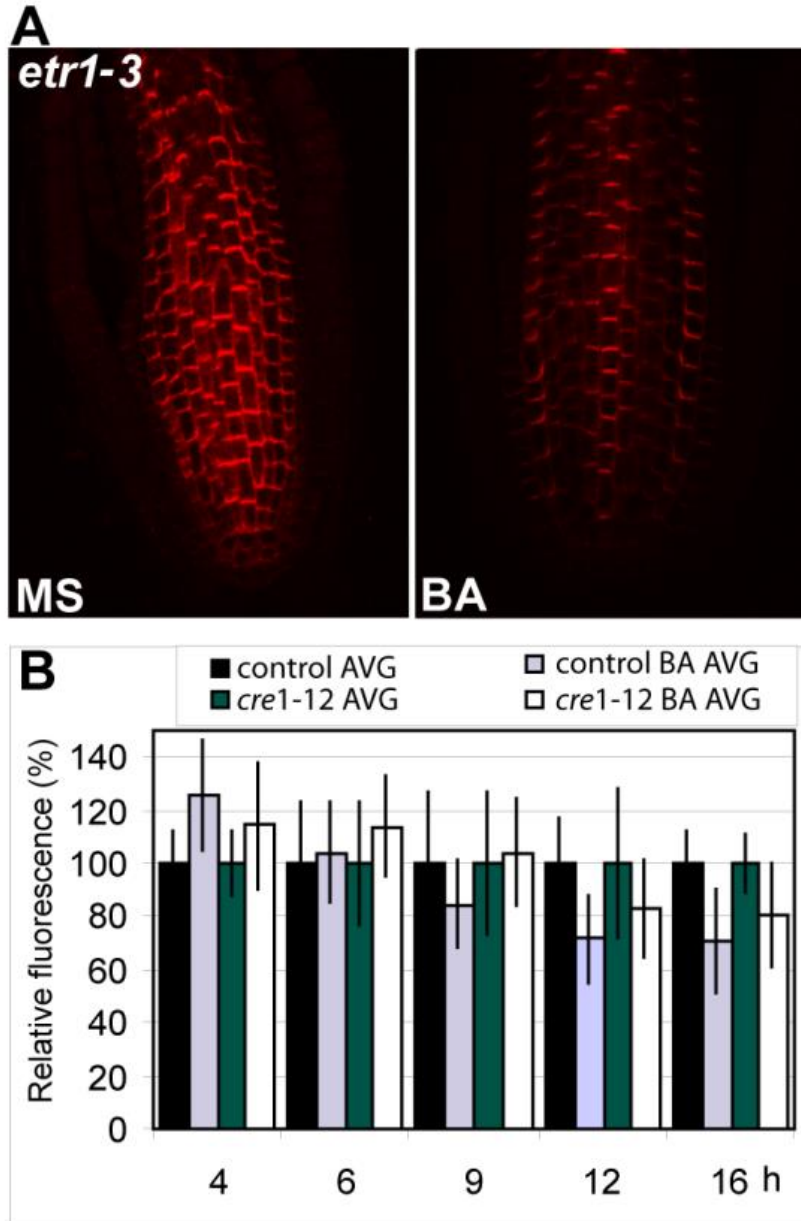 A
etr1-3
MS
BA
B
control AVG
control BA AVG
cre1-12 AVG
cre1-12 BA AVG
Relative fluorescence (%)
140
120
100
80
60
40
20
0
4 6 9 12 16 h